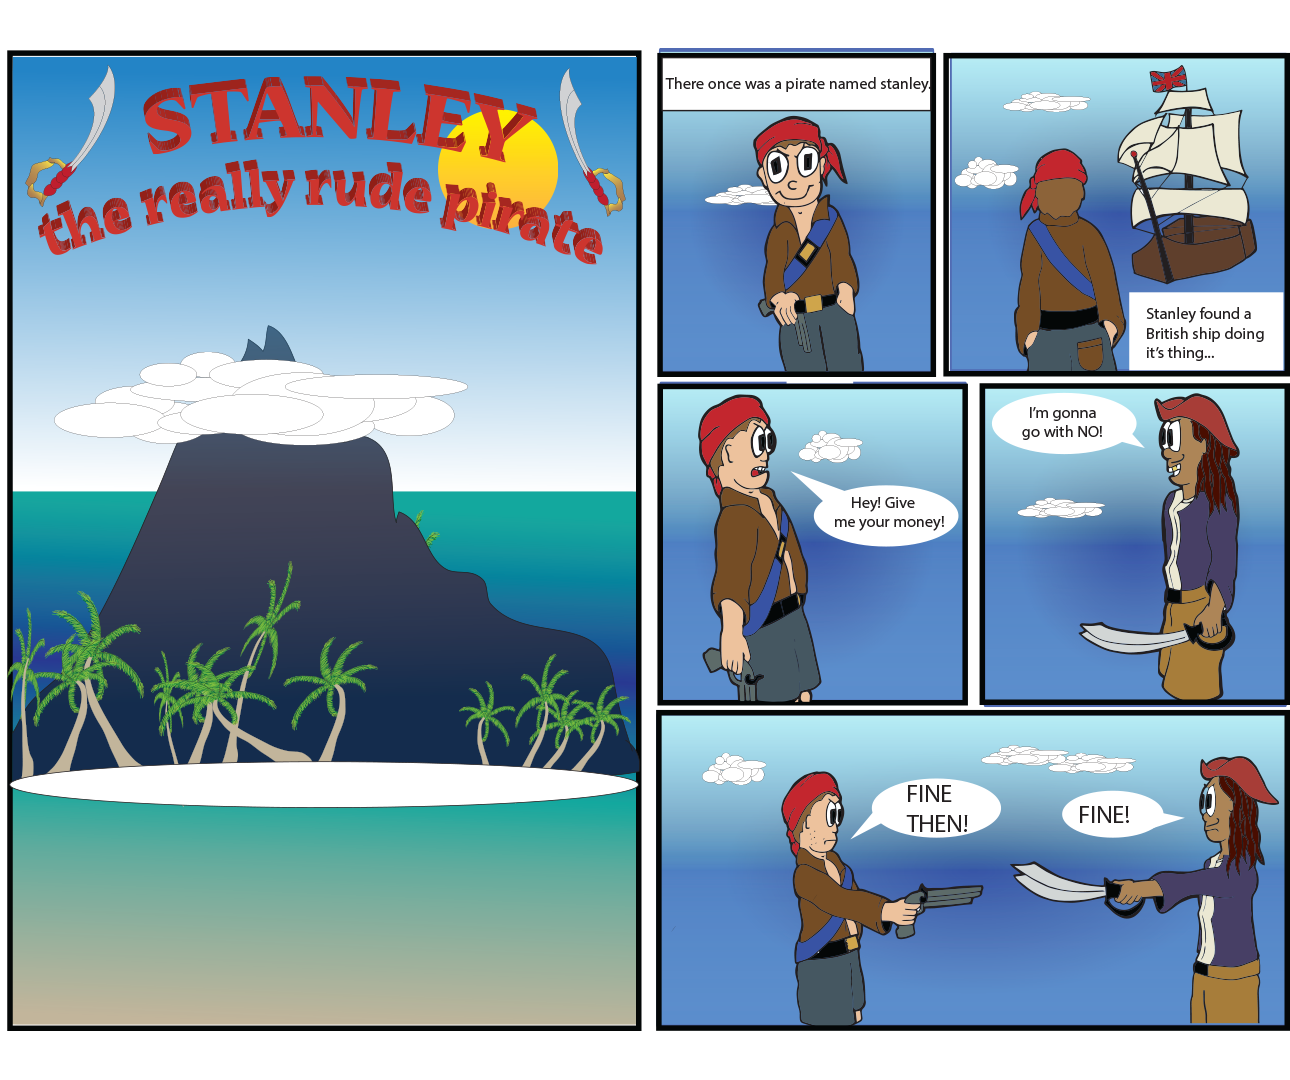 STANLEY
the really rude pirate
There once was a pirate named stanley.
Stanley found a
British ship doing
it's thing...
Hey! Give
me your money!
I'm gonna
go with NO!
FINE
THEN!
FINE!